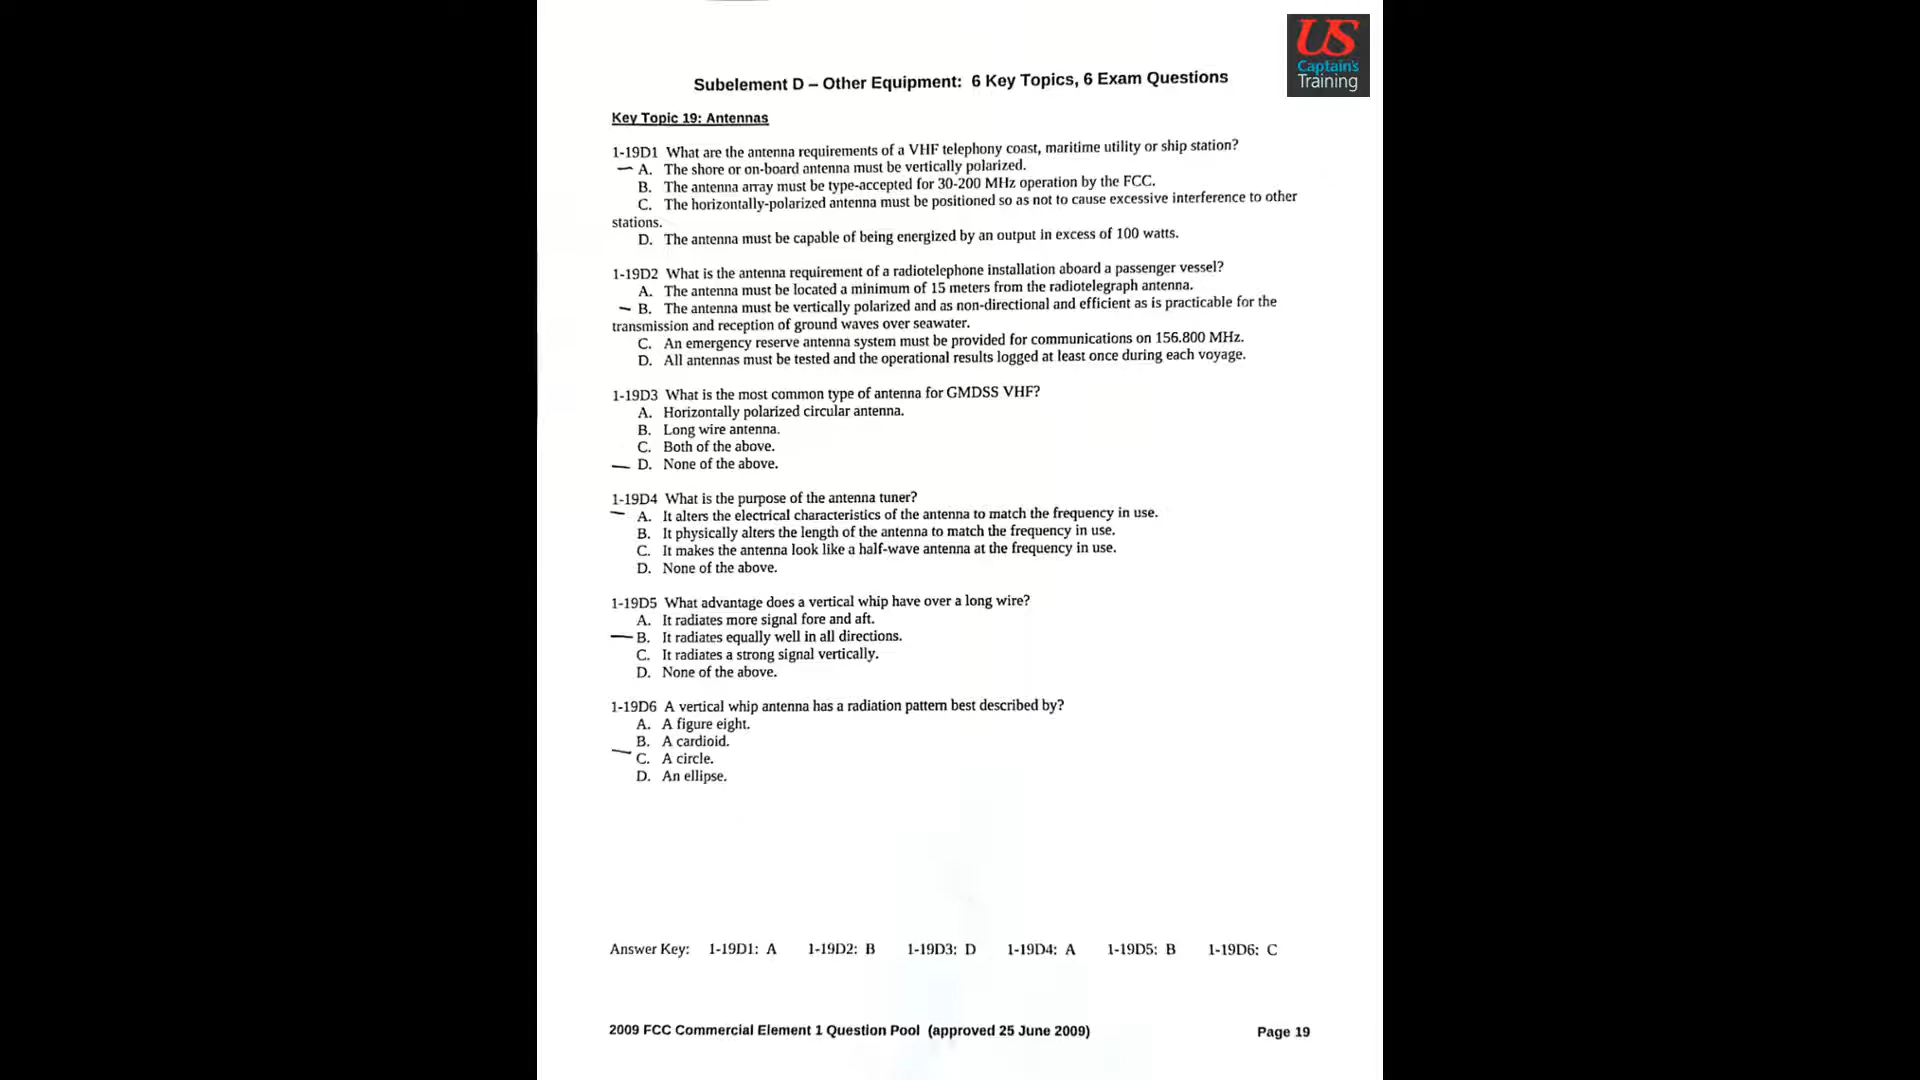 US
Captain's
Training
Subelement D – Other Equipment: 6 Key Topics, 6 Exam Questions
Key Topic 19: Antennas
1-19D1 What are the antenna requirements of a VHF telephony coast, maritime utility or ship station?
A. The shore or on-board antenna must be vertically polarized.
B. The antenna array must be type-accepted for 30-200 MHz operation by the FCC.
C. The horizontally-polarized antenna must be positioned so as not to cause excessive interference to other
stations.
D. The antenna must be capable of being energized by an output in excess of 100 watts.
1-19D2 What is the antenna requirement of a radiotelephone installation aboard a passenger vessel?
A. The antenna must be located a minimum of 15 meters from the radiotelegraph antenna.
B. The antenna must be vertically polarized and as non-directional and efficient as is practicable for the
transmission and reception of ground waves over seawater.
C. An emergency reserve antenna system must be provided for communications on 156.800 MHz.
D. All antennas must be tested and the operational results logged at least once during each voyage.
1-19D3 What is the most common type of antenna for GMDSS VHF?
A. Horizontally polarized circular antenna.
B. Long wire antenna.
C. Both of the above.
D. None of the above.
1-19D4 What is the purpose of the antenna tuner?
A. It alters the electrical characteristics of the antenna to match the frequency in use.
B. It physically alters the length of the antenna to match the frequency in use.
C. It makes the antenna look like a half-wave antenna at the frequency in use.
D. None of the above.
1-19D5 What advantage does a vertical whip have over a long wire?
A. It radiates more signal fore and aft.
B. It radiates equally well in all directions.
C. It radiates a strong signal vertically.
D. None of the above.
1-19D6 A vertical whip antenna has a radiation pattern best described by?
A. A figure eight.
B. A cardioid.
C. A circle.
D. An ellipse.
Answer Key: 1-19D1: A 1-19D2: B 1-19D3: D 1-19D4: A 1-19D5: B 1-19D6: C
2009 FCC Commercial Element 1 Question Pool (approved 25 June 2009) Page 19